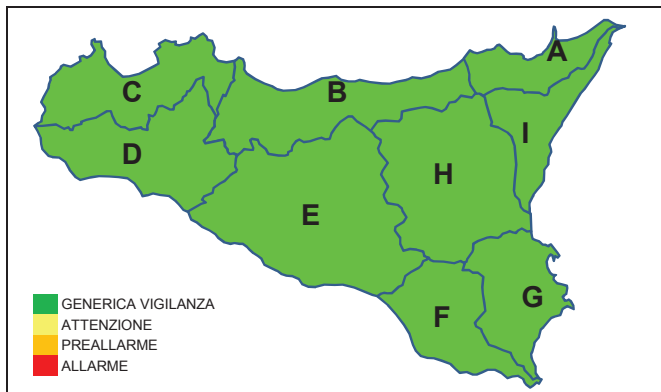 A
C
B
I
D
H
E
G
F
GENERICA VIGILANZA
ATTENZIONE
PREALLARME
ALLARME